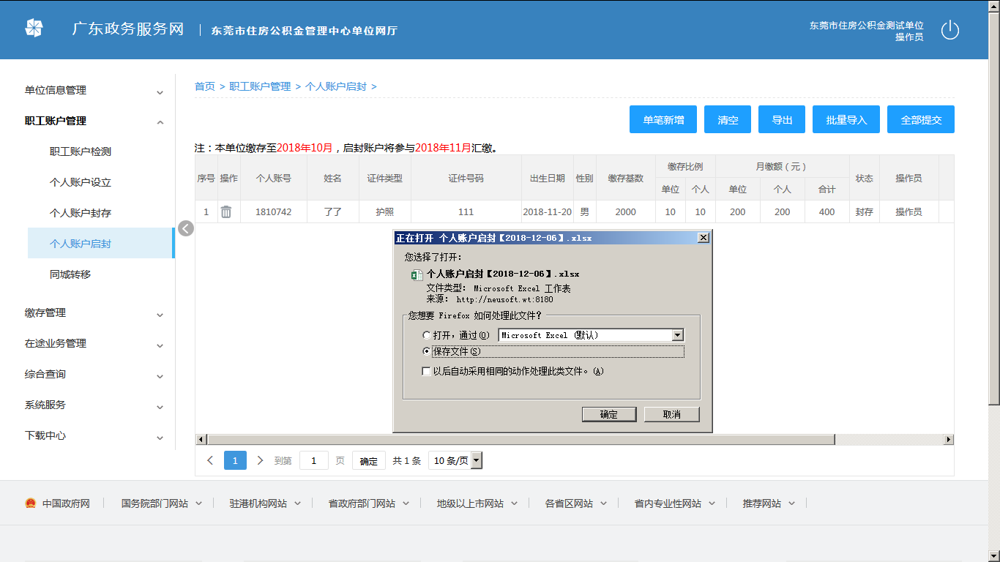 广东政务服务网 东莞市住房公积金管理中心单位网厅
东莞市住房公积金测试单位
操作员
单位信息管理
职工账户管理
职工账户检测
个人账户设立
个人账户封存
个人账户启封
同城转移
缴存管理
在途业务管理
综合查询
系统服务
下载中心
首页 > 职工账户管理 > 个人账户启封 >
单笔新增 清空 导出 批量导入 全部提交
注：本单位缴存至2018年10月，启封账户将参与2018年11月汇缴。
序号 操作 个人账号 姓名 证件类型 证件号码 出生日期 性别 缴存基数 缴存比例 月缴额（元） 状态 操作员
单位 个人 单位 个人 合计
1 1810742 了了 护照 111 2018-11-20 男 2000 10 10 200 200 400 封存 操作员
正在打开 个人账户启封【2018-12-06】.xlsx
您选择了打开:
个人账户启封【2018-12-06】.xlsx
文件类型: Microsoft Excel 工作表
来源: http://neusoft.wt:8180
您想要 Firefox 如何处理此文件?
打开，通过(O) Microsoft Excel (默认)
保存文件(S)
以后自动采用相同的动作处理此类文件。(A)
确定 取消
1 到第 1 页 确定 共 1 条 10 条/页
中国政府网 国务院部门网站 驻港机构网站 省政府部门网站 地级以上市网站 各省区网站 省内专业性网站 推荐网站